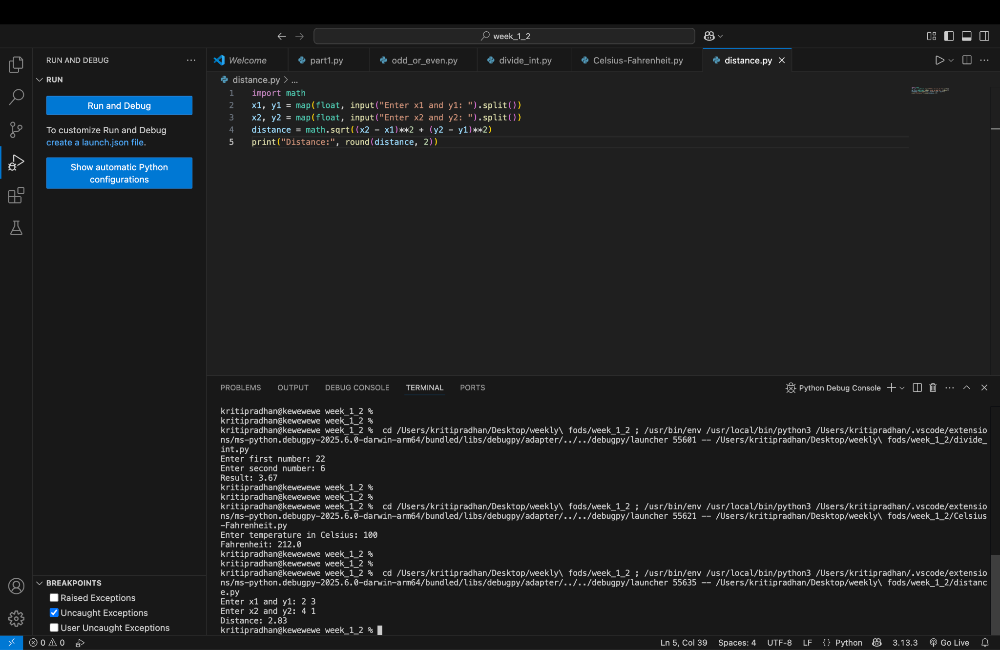 week_1_2
RUN AND DEBUG
RUN
Run and Debug
To customize Run and Debug
create a launch.json file.
Show automatic Python
configurations
Welcome
part1.py
odd_or_even.py
divide_int.py
Celsius-Fahrenheit.py
distance.py
distance.py > ...
1 import math
2 x1, y1 = map(float, input("Enter x1 and y1: ").split())
3 x2, y2 = map(float, input("Enter x2 and y2: ").split())
4 distance = math.sqrt((x2 - x1)**2 + (y2 - y1)**2)
5 print("Distance:", round(distance, 2))
PROBLEMS OUTPUT DEBUG CONSOLE TERMINAL PORTS
Python Debug Console
kritipradhan@kewewewe week_1_2 %
kritipradhan@kewewewe week_1_2 %
kritipradhan@kewewewe week_1_2 % cd /Users/kritipradhan/Desktop/weekly\ fods/week_1_2 ; /usr/bin/env /usr/local/bin/python3 /Users/kritipradhan/.vscode/extensio
ns/ms-python.debugpy-2025.6.0-darwin-arm64/bundled/libs/debugpy/adapter/../../debugpy/launcher 55601 -- /Users/kritipradhan/Desktop/weekly\ fods/week_1_2/divide_
int.py
Enter first number: 22
Enter second number: 6
Result: 3.67
kritipradhan@kewewewe week_1_2 %
kritipradhan@kewewewe week_1_2 %
kritipradhan@kewewewe week_1_2 % cd /Users/kritipradhan/Desktop/weekly\ fods/week_1_2 ; /usr/bin/env /usr/local/bin/python3 /Users/kritipradhan/.vscode/extensio
ns/ms-python.debugpy-2025.6.0-darwin-arm64/bundled/libs/debugpy/adapter/../../debugpy/launcher 55621 -- /Users/kritipradhan/Desktop/weekly\ fods/week_1_2/Celsius
-Fahrenheit.py
Enter temperature in Celsius: 100
Fahrenheit: 212.0
kritipradhan@kewewewe week_1_2 %
kritipradhan@kewewewe week_1_2 %
kritipradhan@kewewewe week_1_2 % cd /Users/kritipradhan/Desktop/weekly\ fods/week_1_2 ; /usr/bin/env /usr/local/bin/python3 /Users/kritipradhan/.vscode/extensio
ns/ms-python.debugpy-2025.6.0-darwin-arm64/bundled/libs/debugpy/adapter/../../debugpy/launcher 55635 -- /Users/kritipradhan/Desktop/weekly\ fods/week_1_2/distanc
e.py
Enter x1 and y1: 2 3
Enter x2 and y2: 4 1
Distance: 2.83
kritipradhan@kewewewe week_1_2 %
BREAKPOINTS
Raised Exceptions
Uncaught Exceptions
User Uncaught Exceptions
0 0
Ln 5, Col 39 Spaces: 4 UTF-8 LF {} Python 3.13.3 Go Live